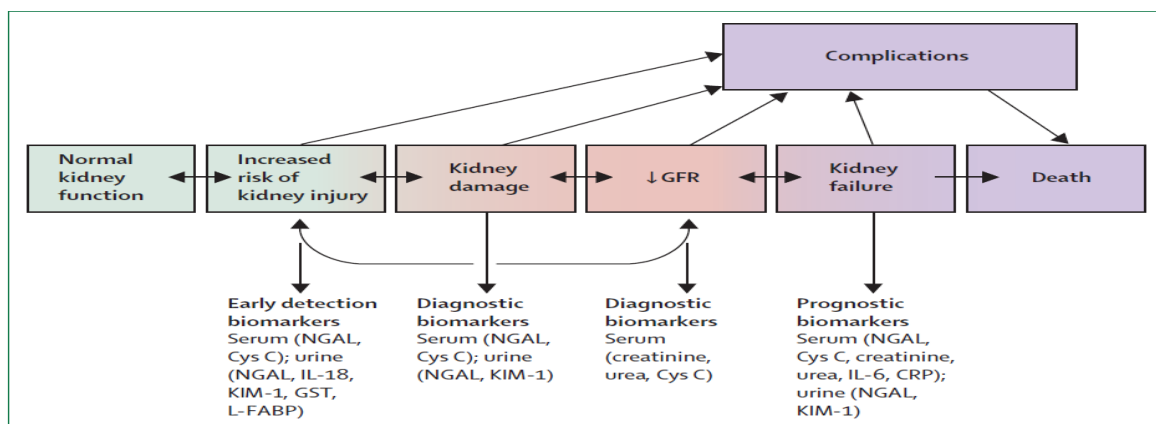 Complications
Normal
kidney
function
Increased
risk of
kidney injury
Kidney
damage
↓GFR
Kidney
failure
Death
Early detection
biomarkers
Serum (NGAL,
Cys C); urine
(NGAL, IL-18,
KIM-1, GST,
L-FABP)
Diagnostic
biomarkers
Serum (NGAL,
Cys C); urine
(NGAL, KIM-1)
Diagnostic
biomarkers
Serum
(creatinine,
urea, Cys C)
Prognostic
biomarkers
Serum (NGAL,
Cys C, creatinine,
urea, IL-6, CRP);
urine (NGAL,
KIM-1)